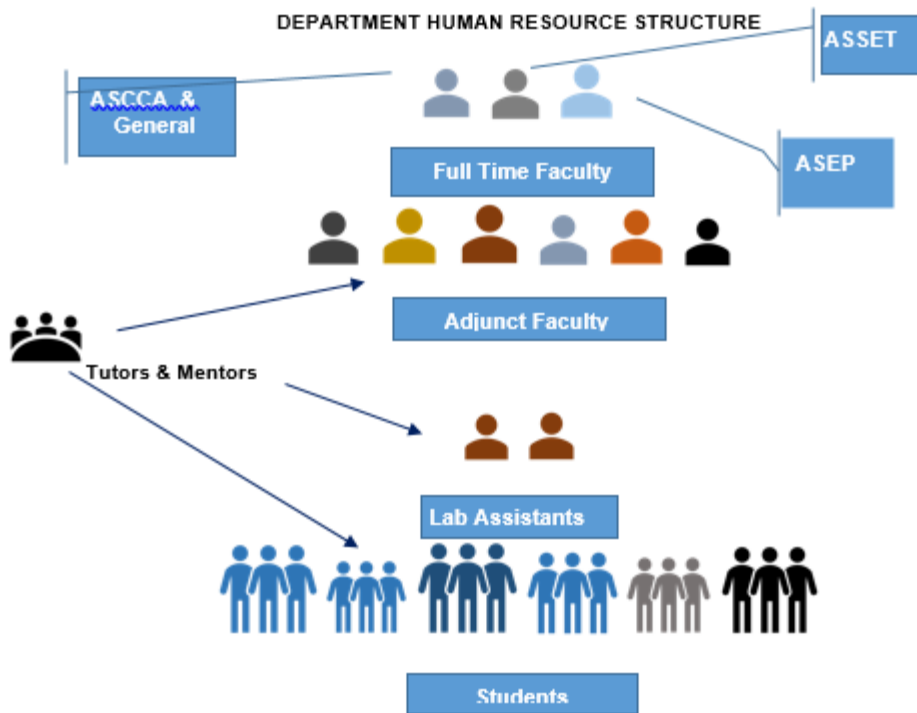 DEPARTMENT HUMAN RESOURCE STRUCTURE
ASSET
ASCCA &
General
ASEP
Full Time Faculty
Adjunct Faculty
Tutors & Mentors
Lab Assistants
Students